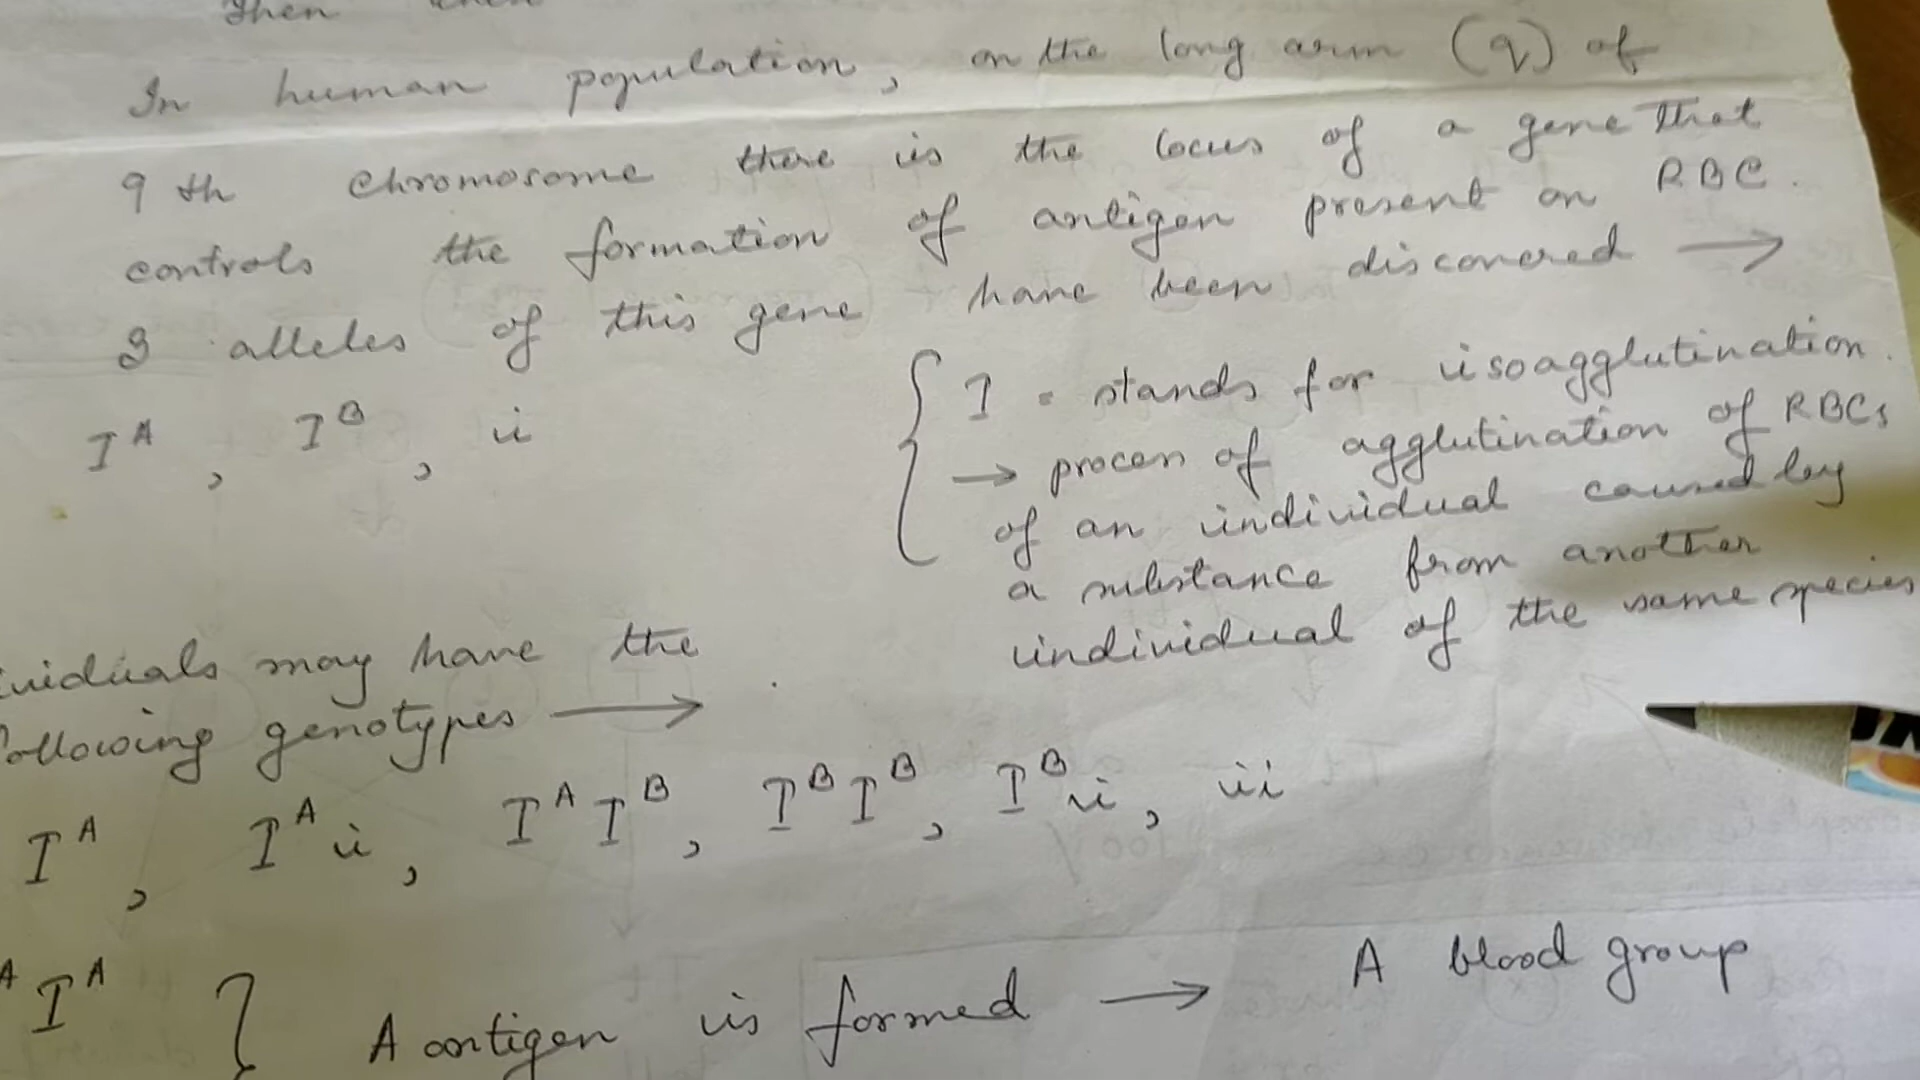 Then
In human population, on the long arm (q) of
9 th chromosome there is the locus of a gene that
controls the formation of antigen present on RBC.
3 alleles of this gene have been discovered →
I^A, I^B, i
{ I = stands for isoagglutination.
→ process of agglutination of RBCs
of an individual caused by
a substance from another
individual of the same species
viduals may have the
following genotypes →
I^A, I^A i, I^A I^B, I^B I^B, I^B i, ii
^A I^A } A antigen is formed → A blood group